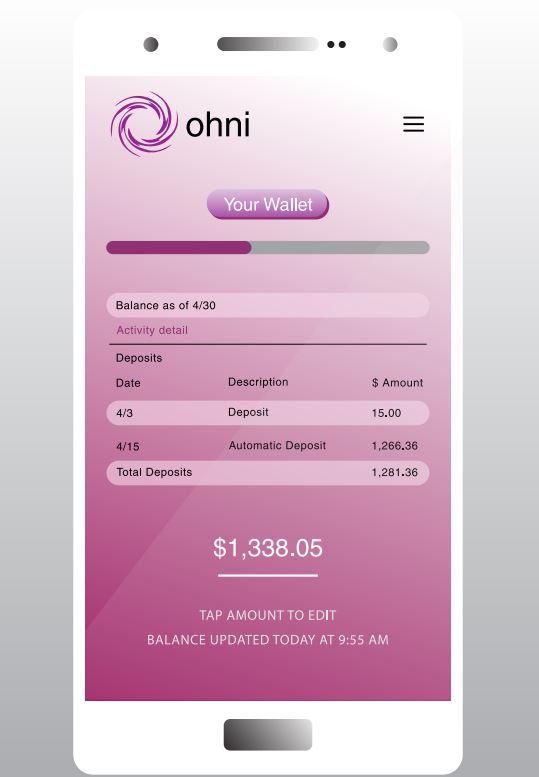 ohni
Your Wallet
Balance as of 4/30
Activity detail
Deposits
Date Description $ Amount
4/3 Deposit 15.00
4/15 Automatic Deposit 1,266.36
Total Deposits 1,281.36
$1,338.05
TAP AMOUNT TO EDIT
BALANCE UPDATED TODAY AT 9:55 AM